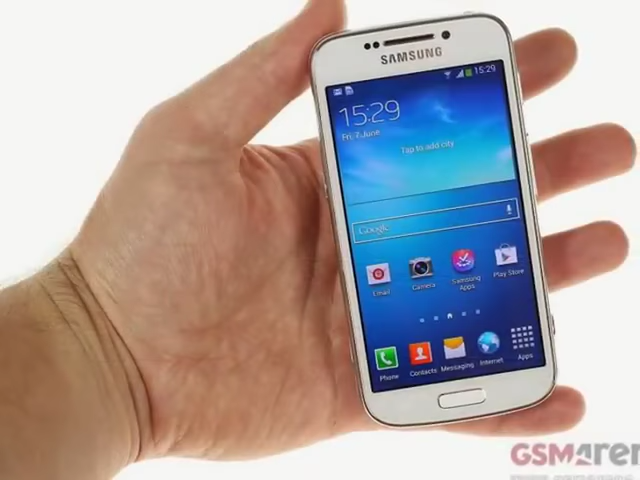 SAMSUNG
15:29
15:29
Fri, 7 June
Tap to add city
Google
Email
Camera
Samsung Apps
Play Store
Phone
Contacts
Messaging
Internet
Apps
GSMArena